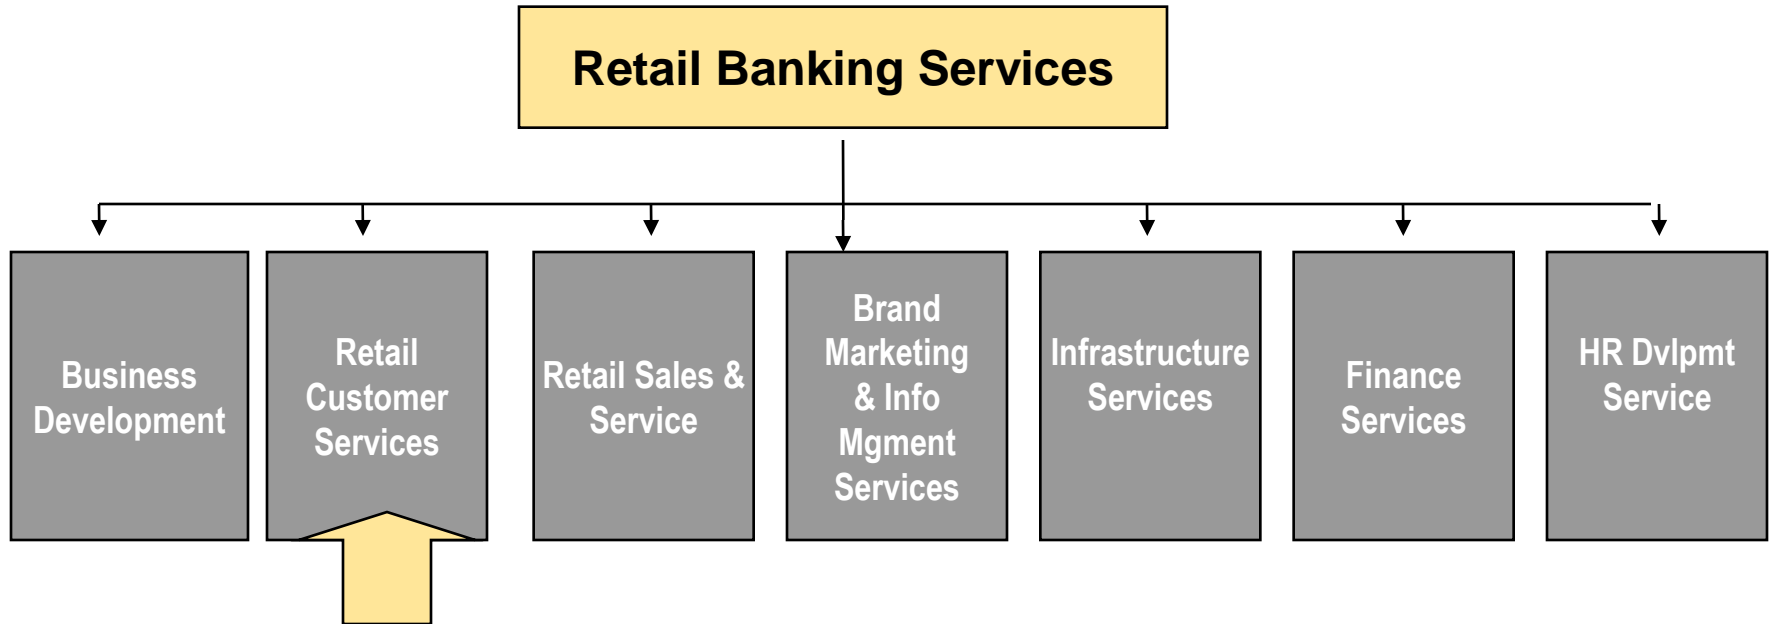 Retail Banking Services
Business
Development
Retail
Customer
Services
Retail Sales &
Service
Brand
Marketing
& Info
Mgment
Services
Infrastructure
Services
Finance
Services
HR Dvlpmt
Service